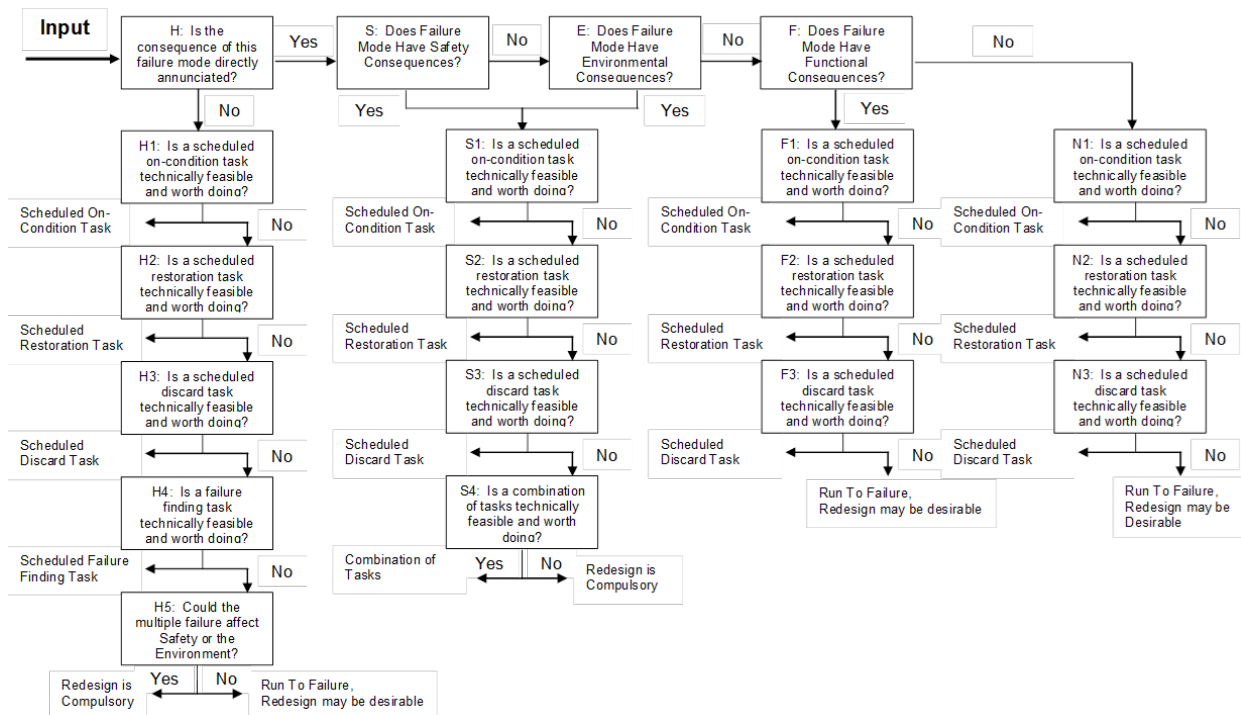 Input
H: Is the
consequence of this
failure mode directly
annunciated?
Yes
S: Does Failure
Mode Have Safety
Consequences?
No
E: Does Failure
Mode Have
Environmental
Consequences?
No
F: Does Failure
Mode Have
Functional
Consequences?
No
No
Yes
Yes
Yes
H1: Is a scheduled
on-condition task
technically feasible
and worth doing?
S1: Is a scheduled
on-condition task
technically feasible
and worth doing?
F1: Is a scheduled
on-condition task
technically feasible
and worth doing?
N1: Is a scheduled
on-condition task
technically feasible
and worth doing?
Scheduled On-
Condition Task
No
Scheduled On-
Condition Task
No
Scheduled On-
Condition Task
No
Scheduled On-
Condition Task
No
H2: Is a scheduled
restoration task
technically feasible
and worth doing?
S2: Is a scheduled
restoration task
technically feasible
and worth doing?
F2: Is a scheduled
restoration task
technically feasible
and worth doing?
N2: Is a scheduled
restoration task
technically feasible
and worth doing?
Scheduled
Restoration Task
No
Scheduled
Restoration Task
No
Scheduled
Restoration Task
No
Scheduled
Restoration Task
No
H3: Is a scheduled
discard task
technically feasible
and worth doing?
S3: Is a scheduled
discard task
technically feasible
and worth doing?
F3: Is a scheduled
discard task
technically feasible
and worth doing?
N3: Is a scheduled
discard task
technically feasible
and worth doing?
Scheduled
Discard Task
No
Scheduled
Discard Task
No
Scheduled
Discard Task
No
Scheduled
Discard Task
No
H4: Is a failure
finding task
technically feasible
and worth doing?
S4: Is a combination
of tasks technically
feasible and worth
doing?
Run To Failure,
Redesign may be desirable
Run To Failure,
Redesign may be
Desirable
Scheduled Failure
Finding Task
No
Combination of
Tasks
Yes
No
Redesign is
Compulsory
H5: Could the
multiple failure affect
Safety or the
Environment?
Redesign is
Compulsory
Yes
No
Run To Failure,
Redesign may be desirable